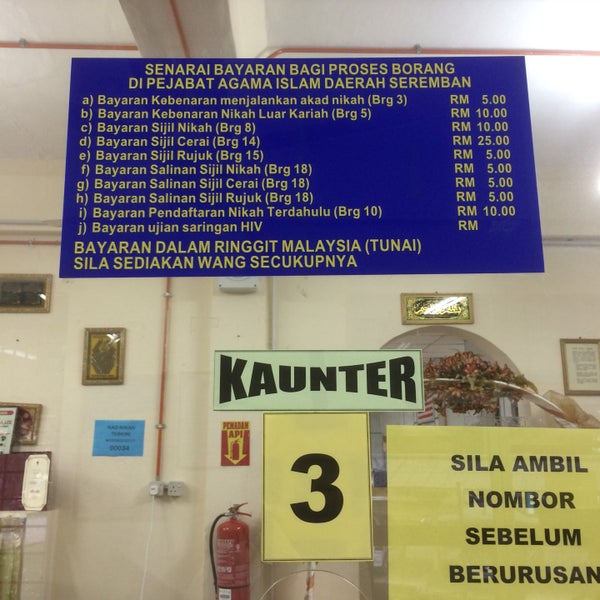 SENARAI BAYARAN BAGI PROSES BORANG
DI PEJABAT AGAMA ISLAM DAERAH SEREMBAN
a) Bayaran Kebenaran menjalankan akad nikah (Brg 3) RM 5.00
b) Bayaran Kebenaran Nikah Luar Kariah (Brg 5) RM 10.00
c) Bayaran Sijil Nikah (Brg 8) RM 10.00
d) Bayaran Sijil Cerai (Brg 14) RM 25.00
e) Bayaran Sijil Rujuk (Brg 15) RM 5.00
f) Bayaran Salinan Sijil Nikah (Brg 18) RM 5.00
g) Bayaran Salinan Sijil Cerai (Brg 18) RM 5.00
h) Bayaran Salinan Sijil Rujuk (Brg 18) RM 5.00
i) Bayaran Pendaftaran Nikah Terdahulu (Brg 10) RM 10.00
j) Bayaran ujian saringan HIV RM
BAYARAN DALAM RINGGIT MALAYSIA (TUNAI)
SILA SEDIAKAN WANG SECUKUPNYA
KAUNTER
3
PEMADAM
API
00034
SILA AMBIL
NOMBOR
SEBELUM
BERURUSAN